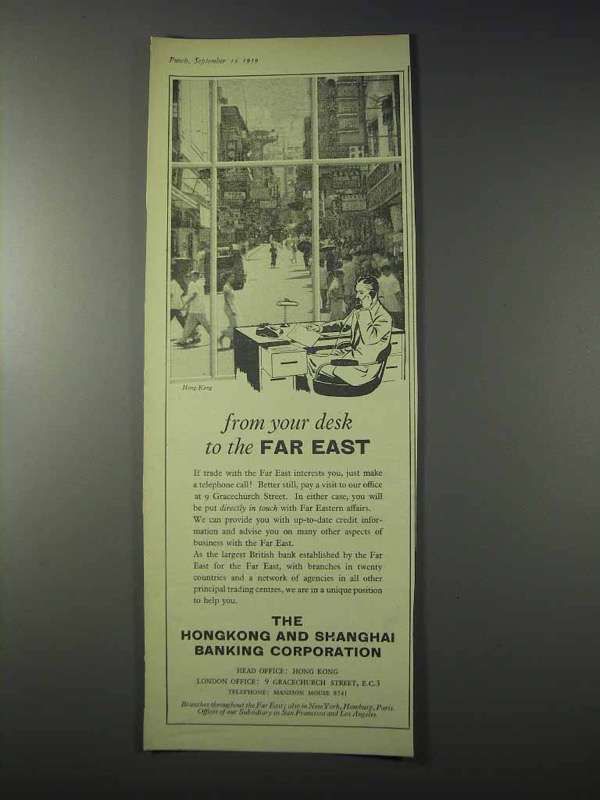 Punch, September 1959
Hong Kong
from your desk
to the FAR EAST
If trade with the Far East interests you, just make
a telephone call! Better still, pay a visit to our office
at 9 Gracechurch Street. In either case, you will
be put directly in touch with Far Eastern affairs.
We can provide you with up-to-date credit infor-
mation and advise you on many other aspects of
business with the Far East.
As the largest British bank established by the Far
East for the Far East, with branches in twenty
countries and a network of agencies in all other
principal trading centres, we are in a unique position
to help you.
THE
HONGKONG AND SHANGHAI
BANKING CORPORATION
HEAD OFFICE: HONG KONG
LONDON OFFICE: 9 GRACECHURCH STREET, E.C.3
TELEPHONE: MANSION HOUSE 8741
Branches throughout the Far East; also in New York, Hamburg, Paris.
Offices of our Subsidiary in San Francisco and Los Angeles.